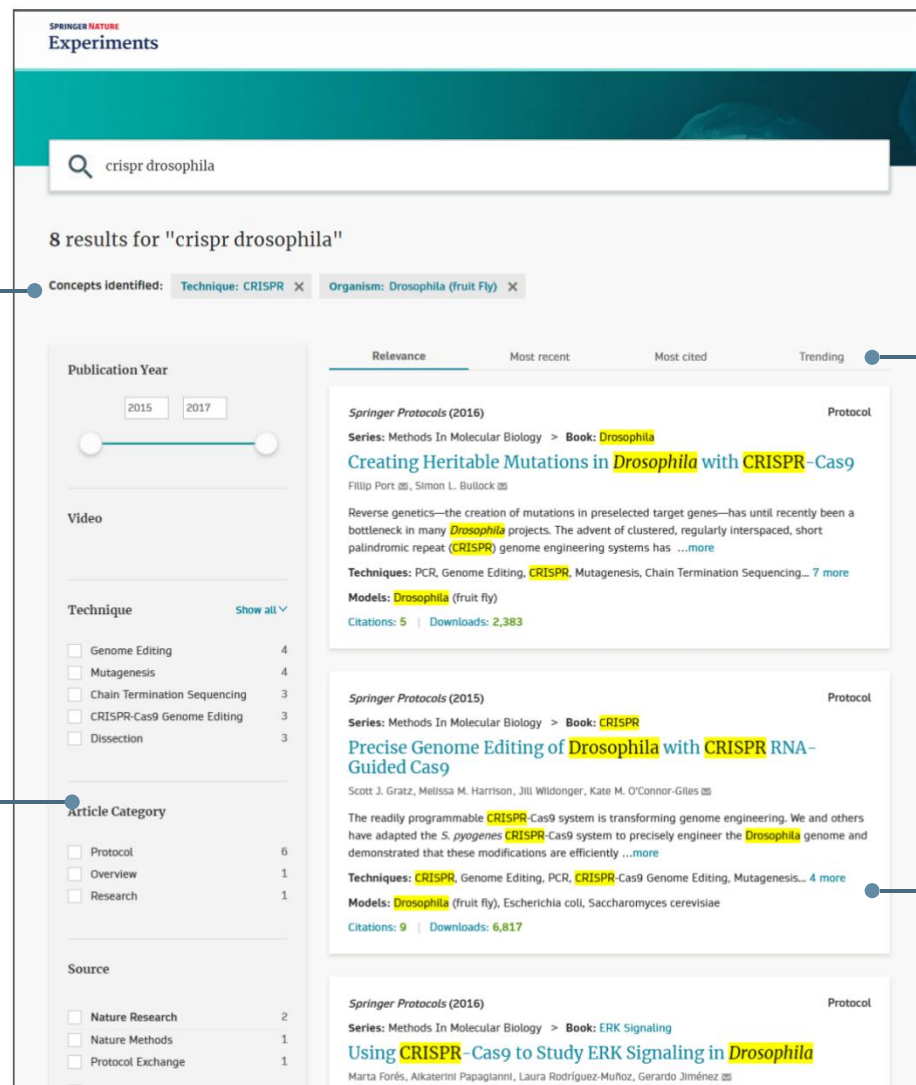 SPRINGER NATURE
Experiments
crispr drosophila
8 results for "crispr drosophila"
Concepts identified: Technique: CRISPR X Organism: Drosophila (fruit Fly) X
Publication Year
2015 2017
Video
Technique Show all
Genome Editing 4
Mutagenesis 4
Chain Termination Sequencing 3
CRISPR-Cas9 Genome Editing 3
Dissection 3
Article Category
Protocol 6
Overview 1
Research 1
Source
Nature Research 2
Nature Methods 1
Protocol Exchange 1
Relevance Most recent Most cited Trending
Springer Protocols (2016) Protocol
Series: Methods In Molecular Biology > Book: Drosophila
Creating Heritable Mutations in Drosophila with CRISPR-Cas9
Fillip Port, Simon L. Bullock
Reverse genetics—the creation of mutations in preselected target genes—has until recently been a
bottleneck in many Drosophila projects. The advent of clustered, regularly interspaced, short
palindromic repeat (CRISPR) genome engineering systems has ...more
Techniques: PCR, Genome Editing, CRISPR, Mutagenesis, Chain Termination Sequencing... 7 more
Models: Drosophila (fruit fly)
Citations: 5 | Downloads: 2,383
Springer Protocols (2015) Protocol
Series: Methods In Molecular Biology > Book: CRISPR
Precise Genome Editing of Drosophila with CRISPR RNA-
Guided Cas9
Scott J. Gratz, Melissa M. Harrison, Jill Wildonger, Kate M. O'Connor-Giles
The readily programmable CRISPR-Cas9 system is transforming genome engineering. We and others
have adapted the S. pyogenes CRISPR-Cas9 system to precisely engineer the Drosophila genome and
demonstrated that these modifications are efficiently ...more
Techniques: CRISPR, Genome Editing, PCR, CRISPR-Cas9 Genome Editing, Mutagenesis... 4 more
Models: Drosophila (fruit fly), Escherichia coli, Saccharomyces cerevisiae
Citations: 9 | Downloads: 6,817
Springer Protocols (2016) Protocol
Series: Methods In Molecular Biology > Book: ERK Signaling
Using CRISPR-Cas9 to Study ERK Signaling in Drosophila
Marta Forés, Aikaterini Papagianni, Laura Rodríguez-Muñoz, Gerardo Jiménez